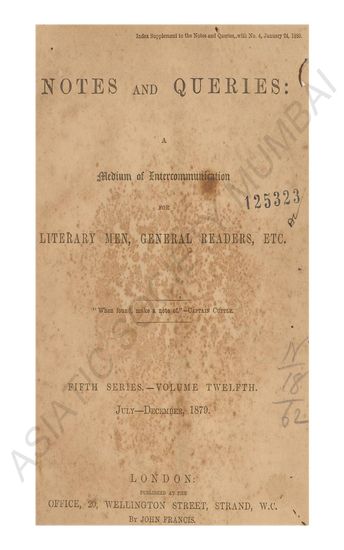 Index Supplement to the Notes and Queries, with No. 4, January 24, 1880.
NOTES AND QUERIES:
A
Medium of Intercommunication
FOR
125323
LITERARY MEN, GENERAL READERS, ETC.
"When found, make a note of."—CAPTAIN CUTTLE.
FIFTH SERIES.—VOLUME TWELFTH.
JULY—DECEMBER, 1879.
18
62
LONDON:
PUBLISHED AT THE
OFFICE, 20, WELLINGTON STREET, STRAND, W.C.
BY JOHN FRANCIS.
ASIATIC SOCIETY MUMBAI